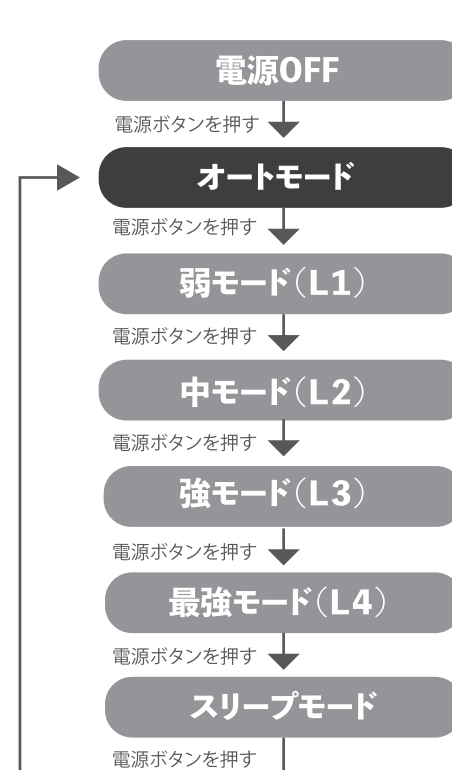 電源OFF
電源ボタンを押す
オートモード
電源ボタンを押す
弱モード（L1）
電源ボタンを押す
中モード（L2）
電源ボタンを押す
強モード（L3）
電源ボタンを押す
最強モード（L4）
電源ボタンを押す
スリープモード
電源ボタンを押す